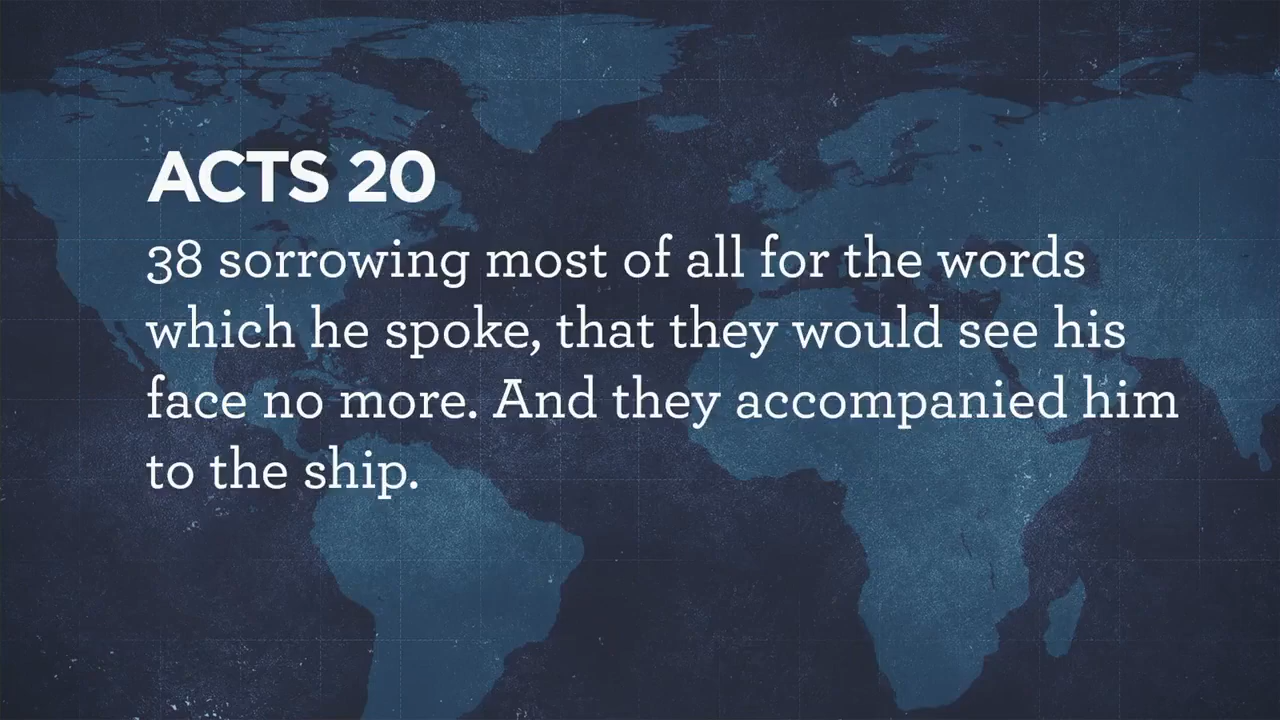 ACTS 20
38 sorrowing most of all for the words
which he spoke, that they would see his
face no more. And they accompanied him
to the ship.